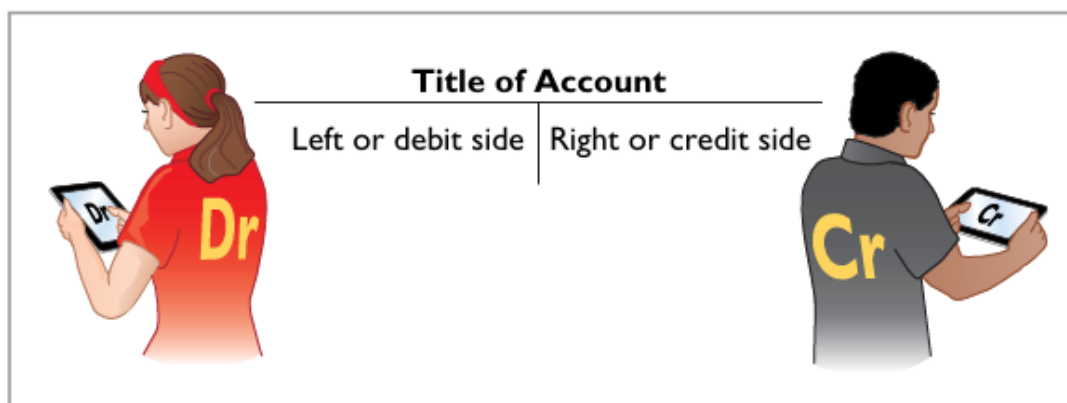 Title of Account
Left or debit side Right or credit side
Dr Dr Cr Cr